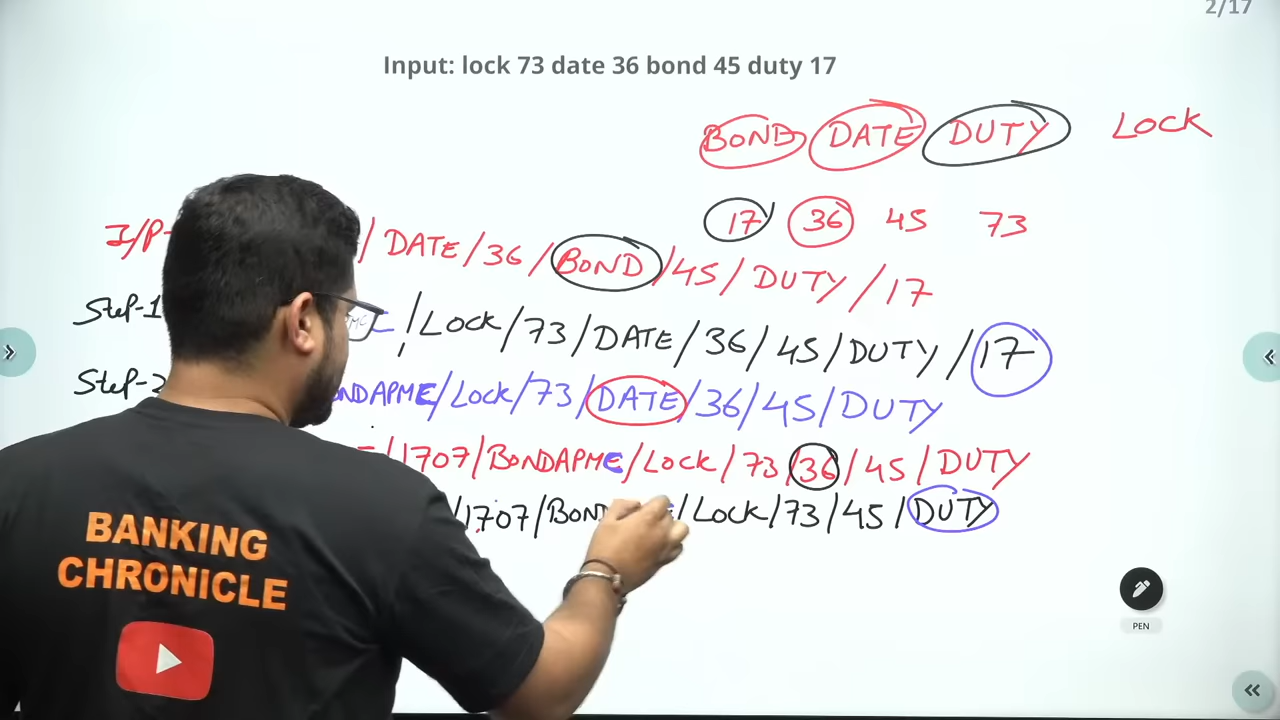 2/17
Input: lock 73 date 36 bond 45 duty 17
BOND DATE DUTY LOCK
17 36 45 73
I/P- / DATE / 36 / BOND / 45 / DUTY / 17
Step-1 / LOCK / 73 / DATE / 36 / 45 / DUTY / 17
Step-2 / LOCK / 73 / DATE / 36 / 45 / DUTY
/ 1707 / BONDAPME / LOCK / 73 / 36 / 45 / DUTY
/ 1707 / / LOCK / 73 / 45 / DUTY
PEN
BANKING
CHRONICLE